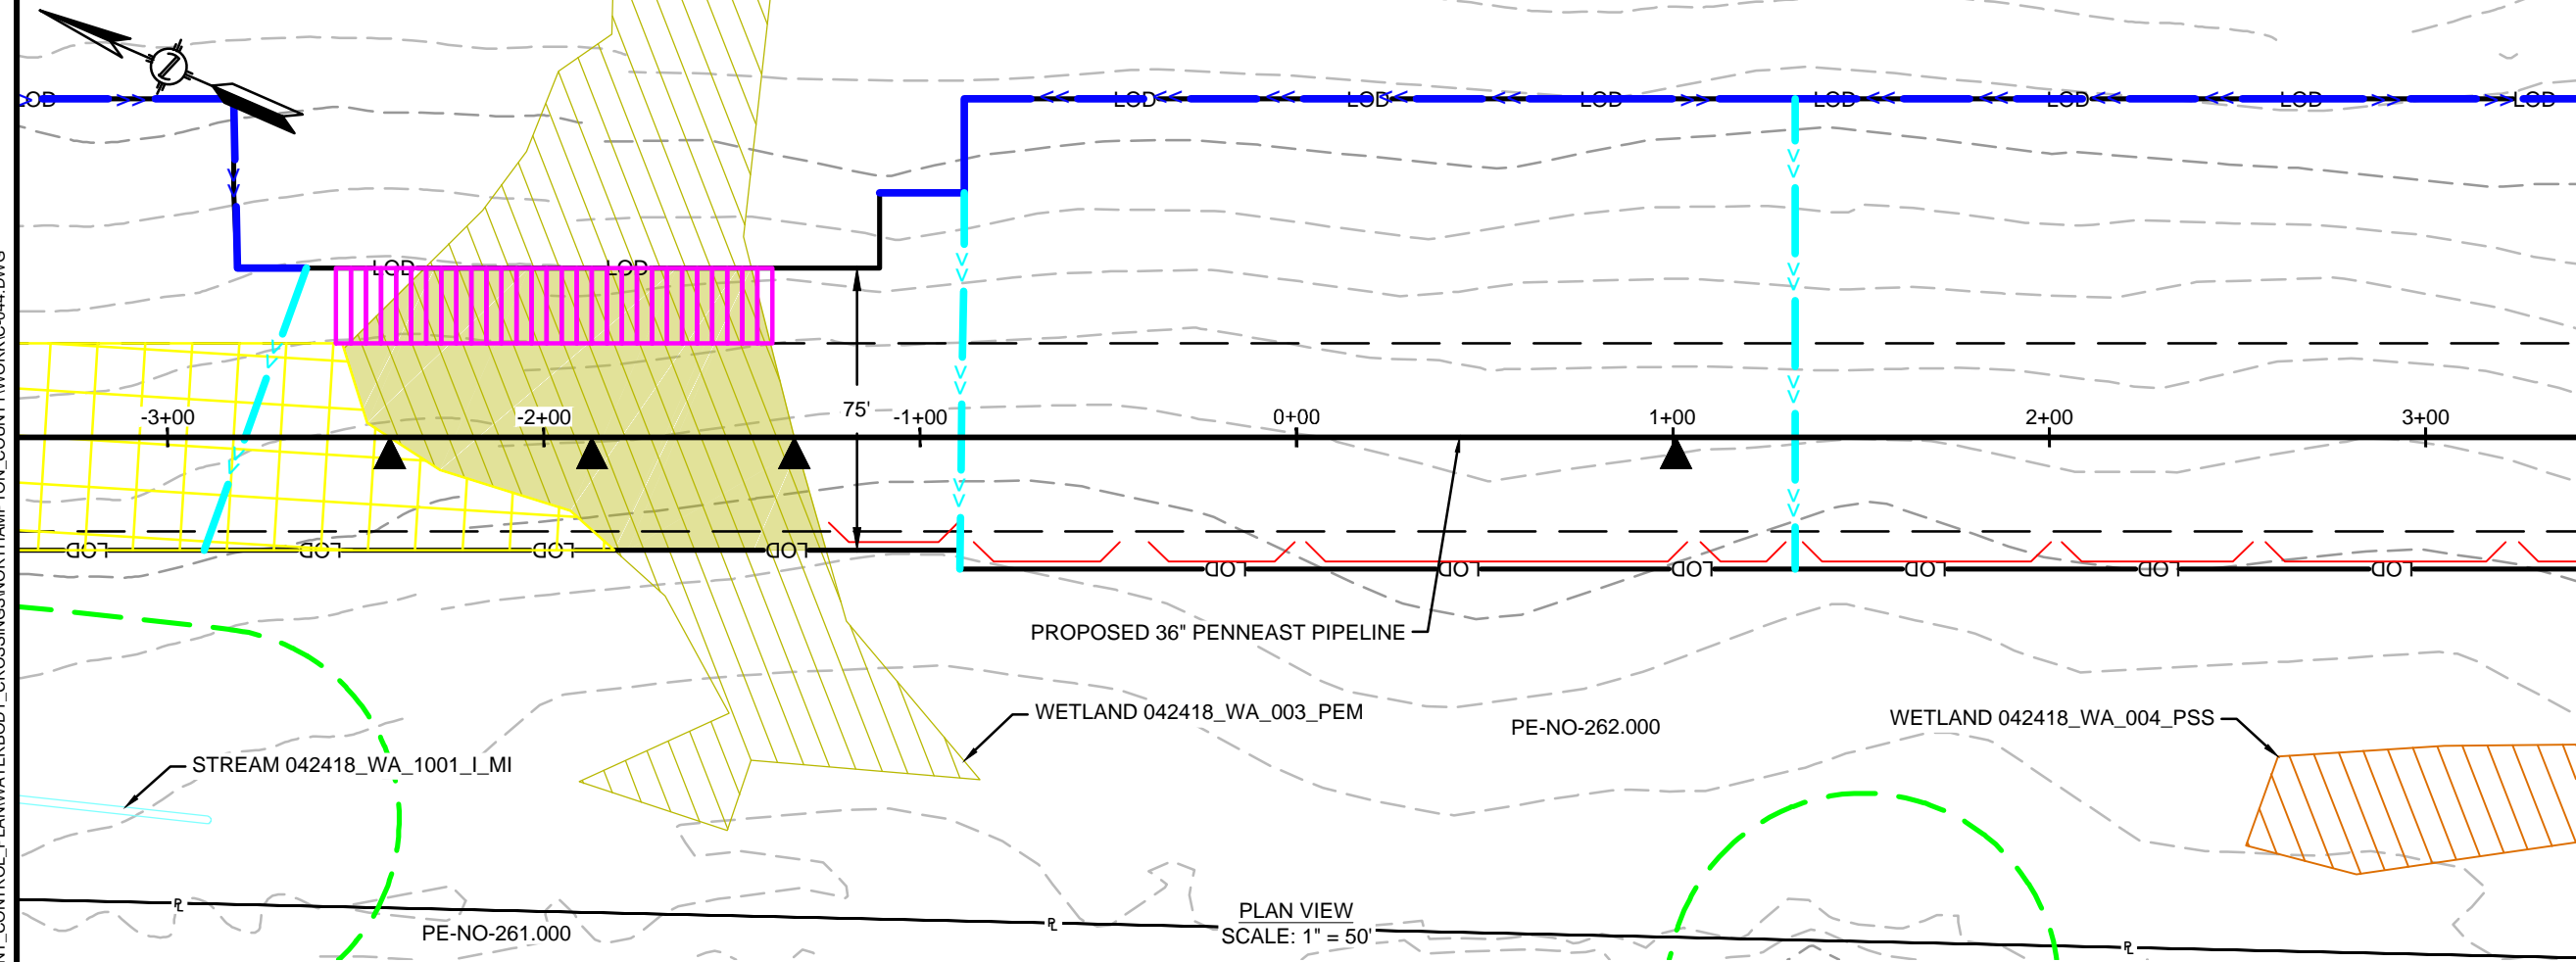 LOD LOD LOD LOD LOD LOD LOD LOD
LOD LOD
-3+00 -2+00 75' -1+00 0+00 1+00 2+00 3+00
LOD LOD LOD LOD
LOD LOD LOD LOD LOD LOD
PROPOSED 36" PENNEAST PIPELINE
WETLAND 042418_WA_003_PEM
PE-NO-262.000
WETLAND 042418_WA_004_PSS
STREAM 042418_WA_1001_I_MI
PLAN VIEW
SCALE: 1" = 50'
PE-NO-261.000